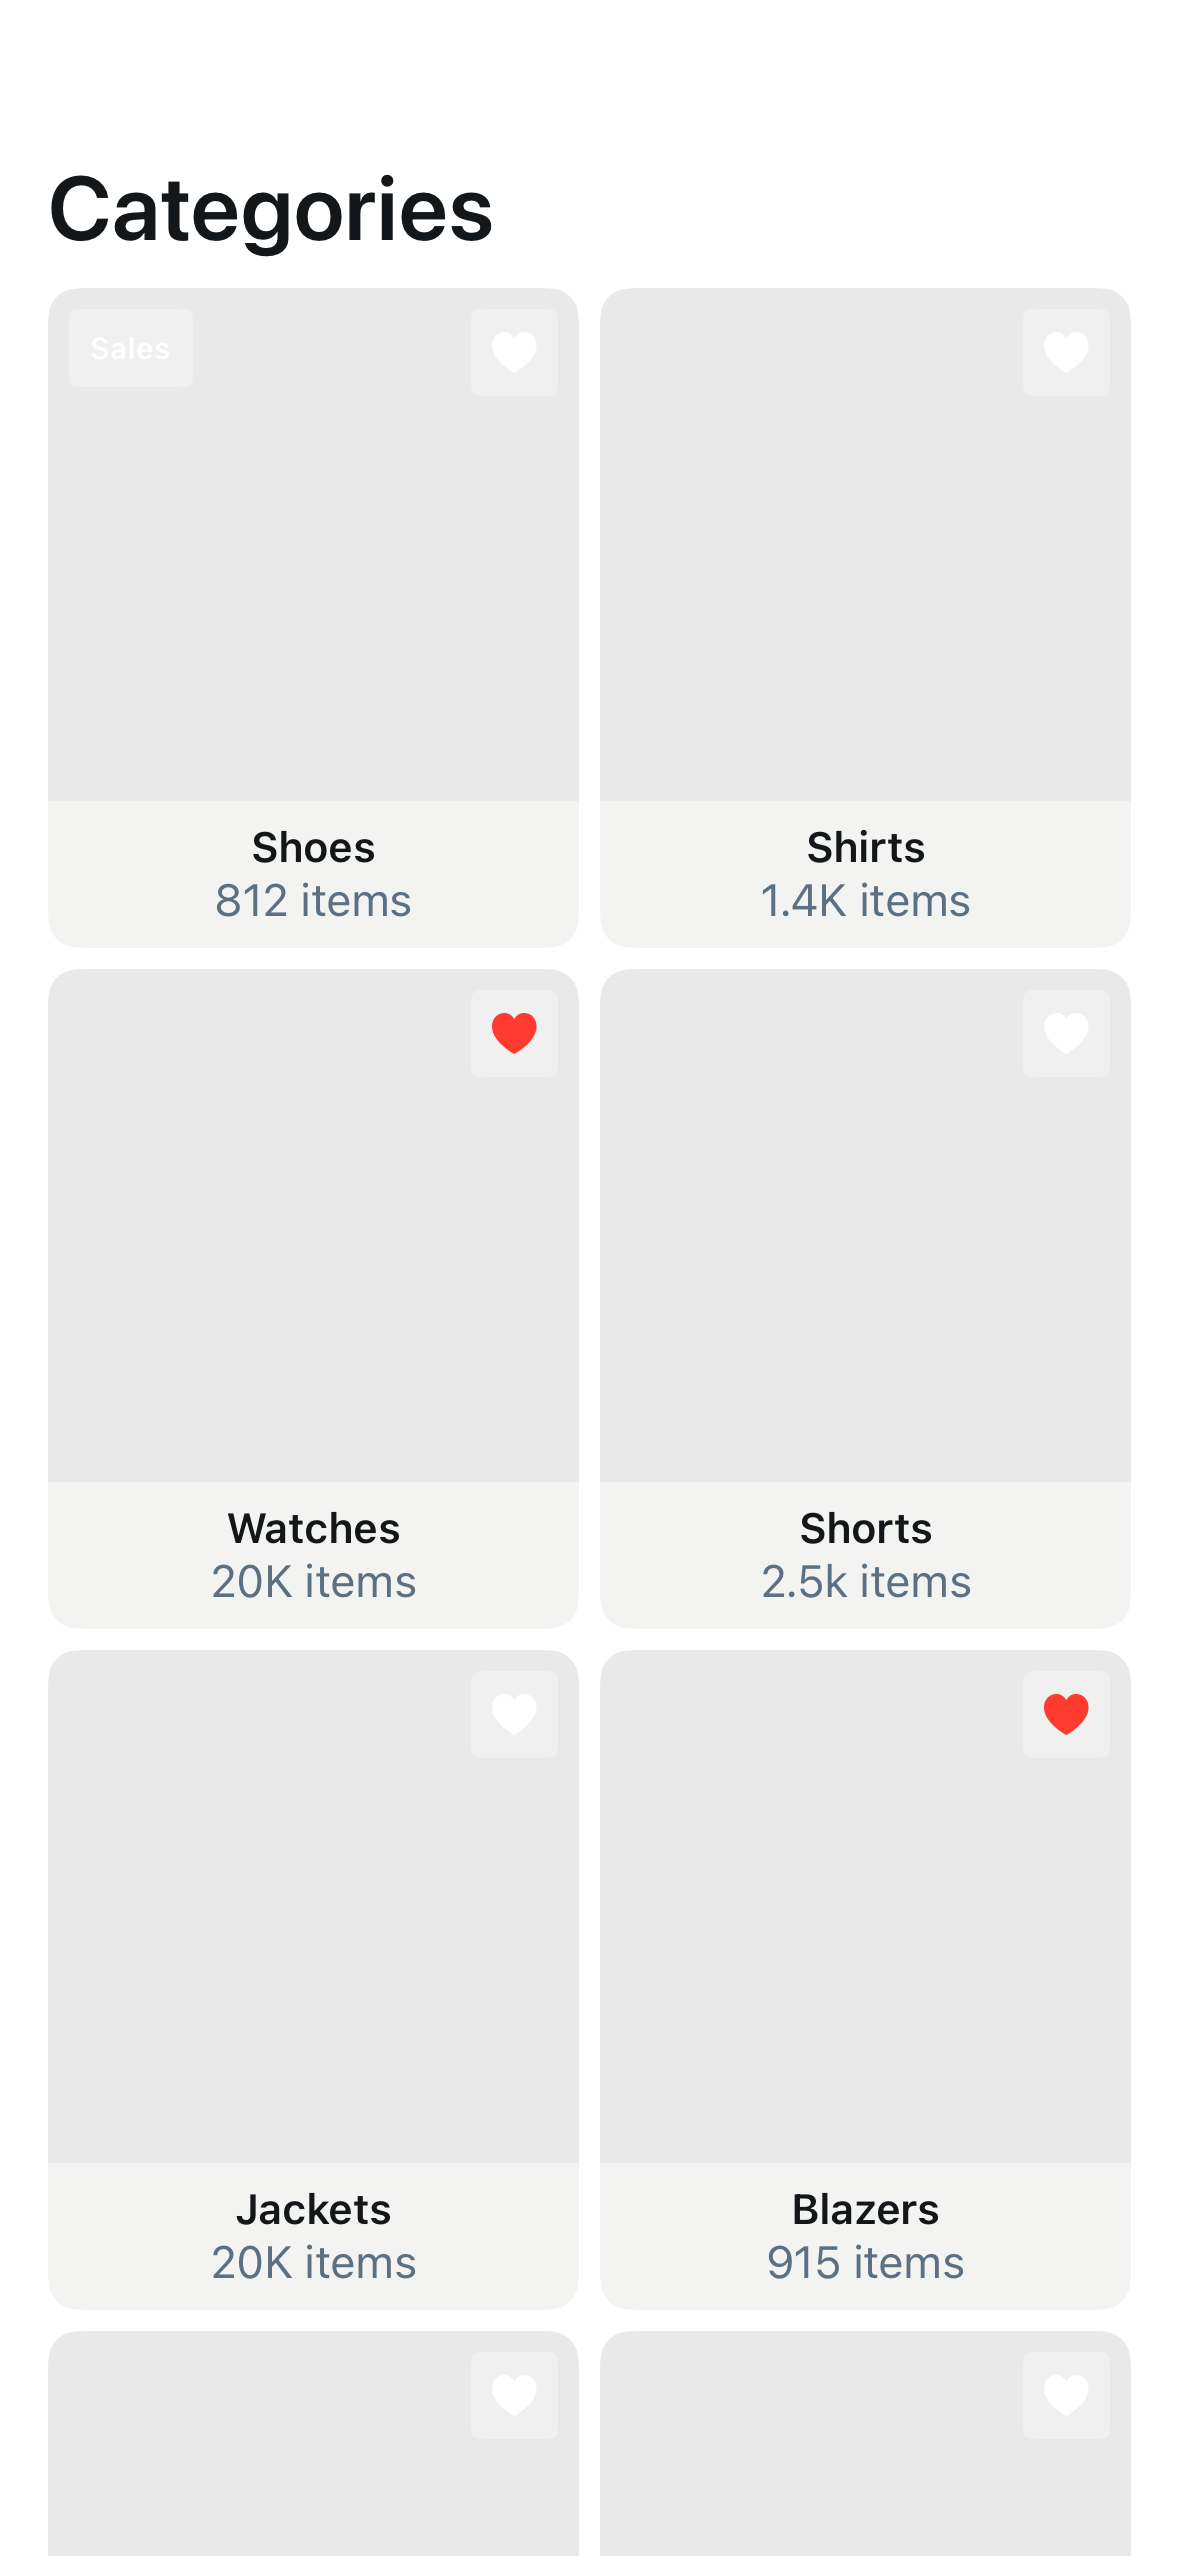 Categories
Sales
Shoes
812 items
Shirts
1.4K items
Watches
20K items
Shorts
2.5k items
Jackets
20K items
Blazers
915 items